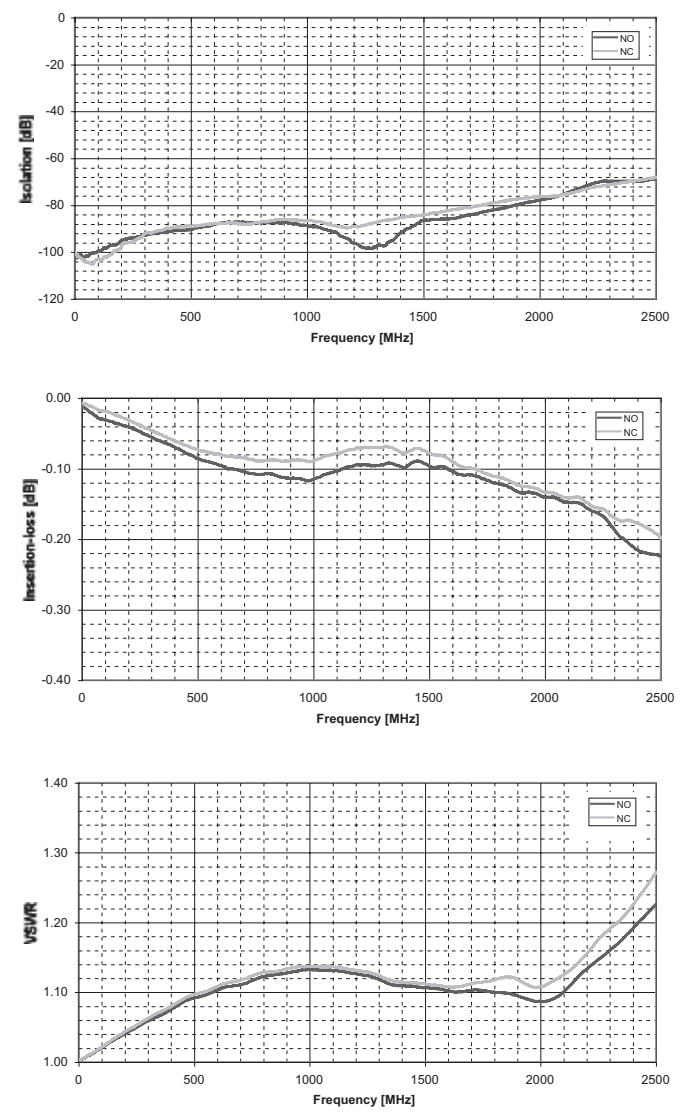 0
-20
-40
-60
-80
-100
-120
Isolation [dB]
NO
NC
0 500 1000 1500 2000 2500
Frequency [MHz]
0.00
-0.10
-0.20
-0.30
-0.40
Insertion-loss [dB]
NO
NC
0 500 1000 1500 2000 2500
Frequency [MHz]
1.40
1.30
1.20
1.10
1.00
VSWR
NO
NC
0 500 1000 1500 2000 2500
Frequency [MHz]